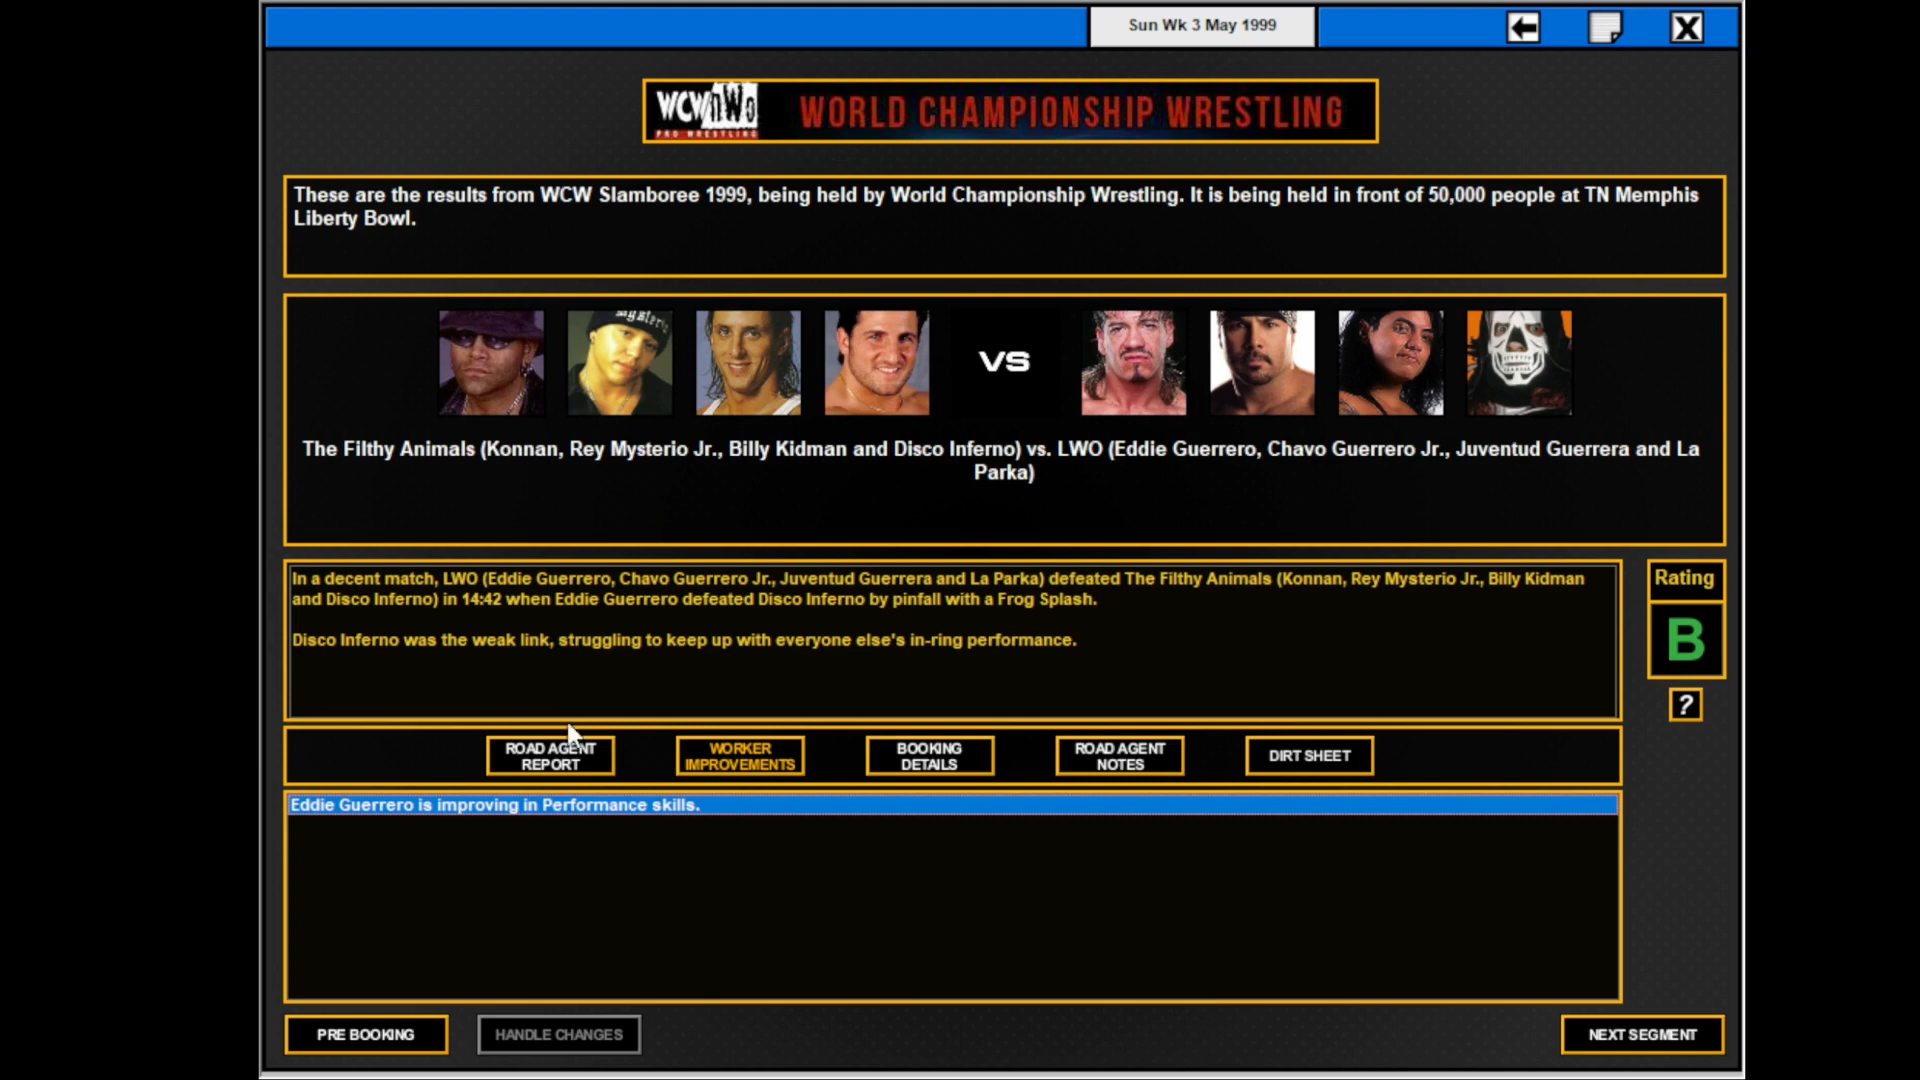 Sun Wk 3 May 1999
WCW/nWo
PRO WRESTLING
WORLD CHAMPIONSHIP WRESTLING
These are the results from WCW Slamboree 1999, being held by World Championship Wrestling. It is being held in front of 50,000 people at TN Memphis
Liberty Bowl.
VS
The Filthy Animals (Konnan, Rey Mysterio Jr., Billy Kidman and Disco Inferno) vs. LWO (Eddie Guerrero, Chavo Guerrero Jr., Juventud Guerrera and La
Parka)
In a decent match, LWO (Eddie Guerrero, Chavo Guerrero Jr., Juventud Guerrera and La Parka) defeated The Filthy Animals (Konnan, Rey Mysterio Jr., Billy Kidman
and Disco Inferno) in 14:42 when Eddie Guerrero defeated Disco Inferno by pinfall with a Frog Splash.
Disco Inferno was the weak link, struggling to keep up with everyone else's in-ring performance.
Rating
B
?
ROAD AGENT
REPORT
WORKER
IMPROVEMENTS
BOOKING
DETAILS
ROAD AGENT
NOTES
DIRT SHEET
Eddie Guerrero is improving in Performance skills.
PRE BOOKING
HANDLE CHANGES
NEXT SEGMENT